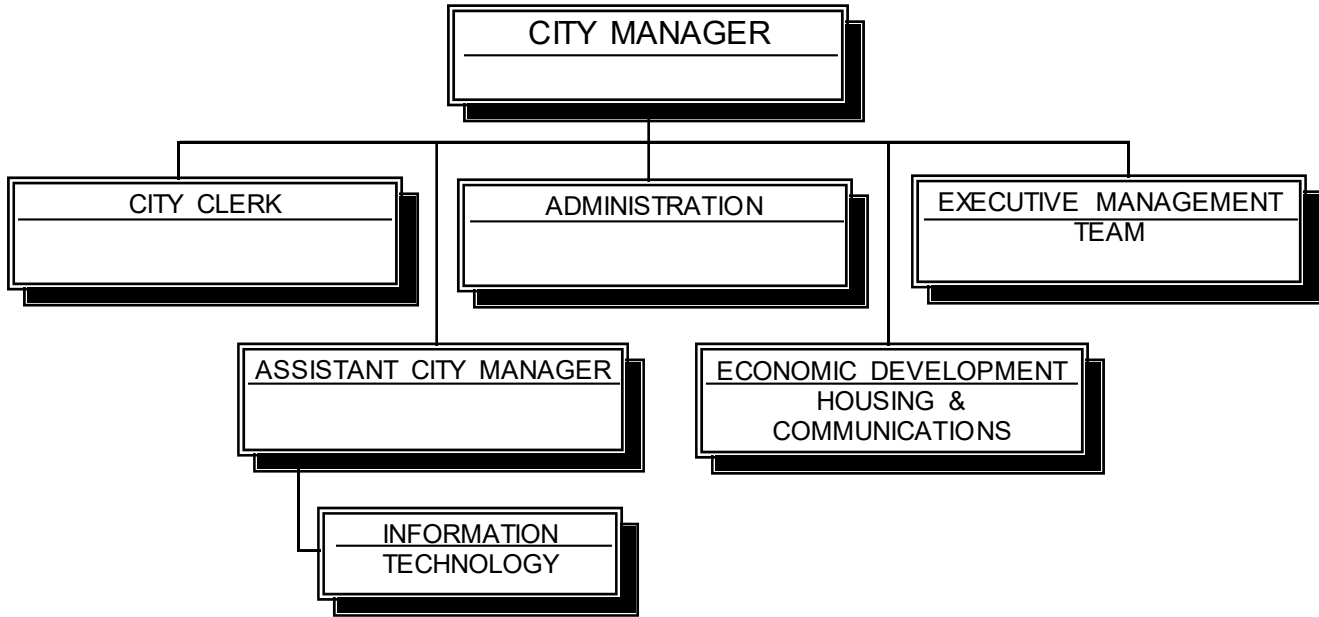 CITY MANAGER
CITY CLERK
ADMINISTRATION
EXECUTIVE MANAGEMENT
TEAM
ASSISTANT CITY MANAGER
ECONOMIC DEVELOPMENT
HOUSING &
COMMUNICATIONS
INFORMATION
TECHNOLOGY